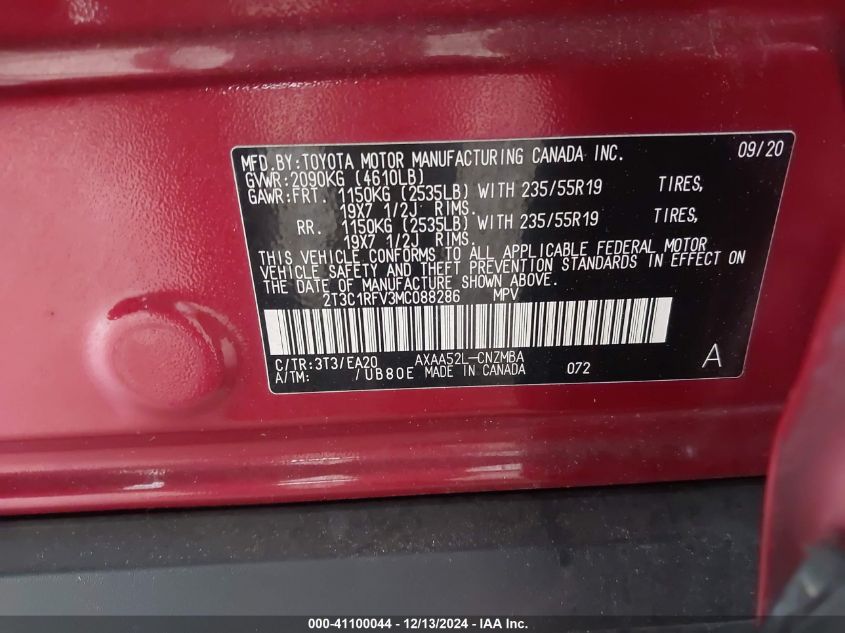 MFD.BY:TOYOTA MOTOR MANUFACTURING CANADA INC. 09/20
GVWR:2090KG (4610LB)
GAWR:FRT. 1150KG (2535LB) WITH 235/55R19 TIRES,
19X7 1/2J RIMS.
RR. 1150KG (2535LB) WITH 235/55R19 TIRES,
19X7 1/2J RIMS.
THIS VEHICLE CONFORMS TO ALL APPLICABLE FEDERAL MOTOR
VEHICLE SAFETY AND THEFT PREVENTION STANDARDS IN EFFECT ON
THE DATE OF MANUFACTURE SHOWN ABOVE.
2T3C1RFV3MC088286 MPV
C/TR:3T3/EA20 AXAA52L-CNZMBA A
A/TM: /UB80E MADE IN CANADA 072
000-41100044 / 12/13/2024 - IAA Inc.